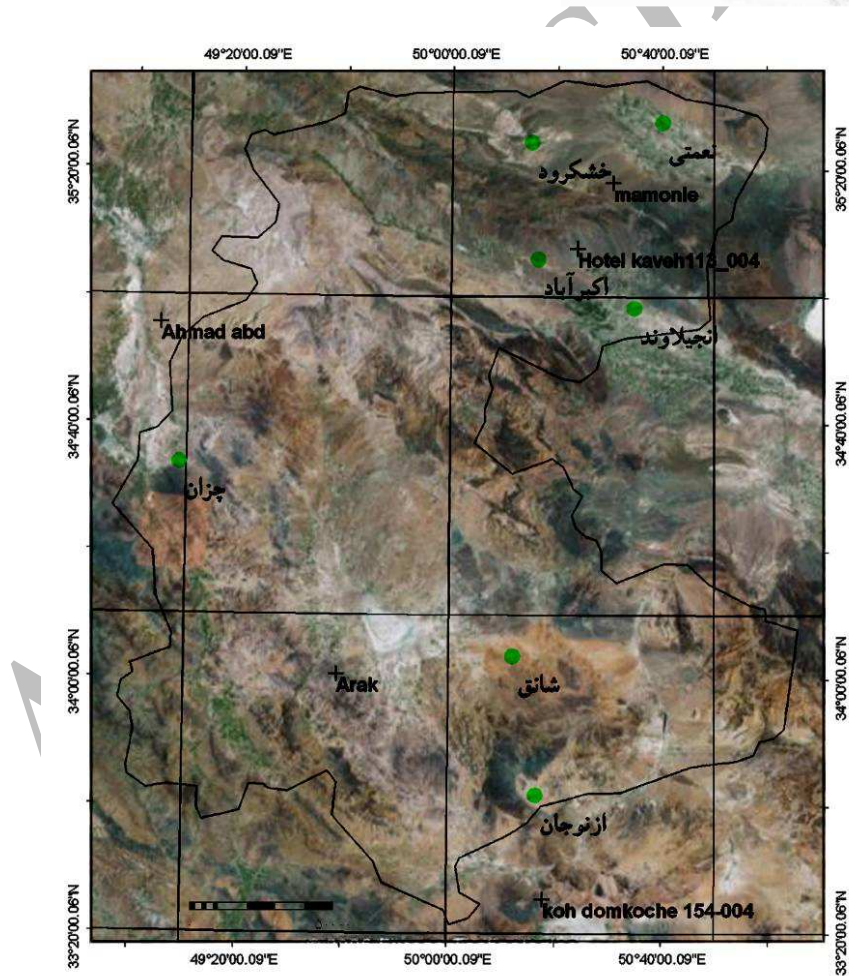 49°20'00.09"E
50°00'00.09"E
50°40'00.09"E
35°20'00.06"N
35°20'00.06"N
نعمتی
خشکرود
mamonie
Hotel kaveh113_004
اکبرآباد
Ahmad abd
انجیلاوند
34°40'00.06"N
34°40'00.06"N
چزان
34°00'00.06"N
34°00'00.06"N
Arak
شانق
ازنوجان
koh domkoche 154-004
33°20'00.06"N
33°20'00.06"N
49°20'00.09"E
50°00'00.09"E
50°40'00.09"E